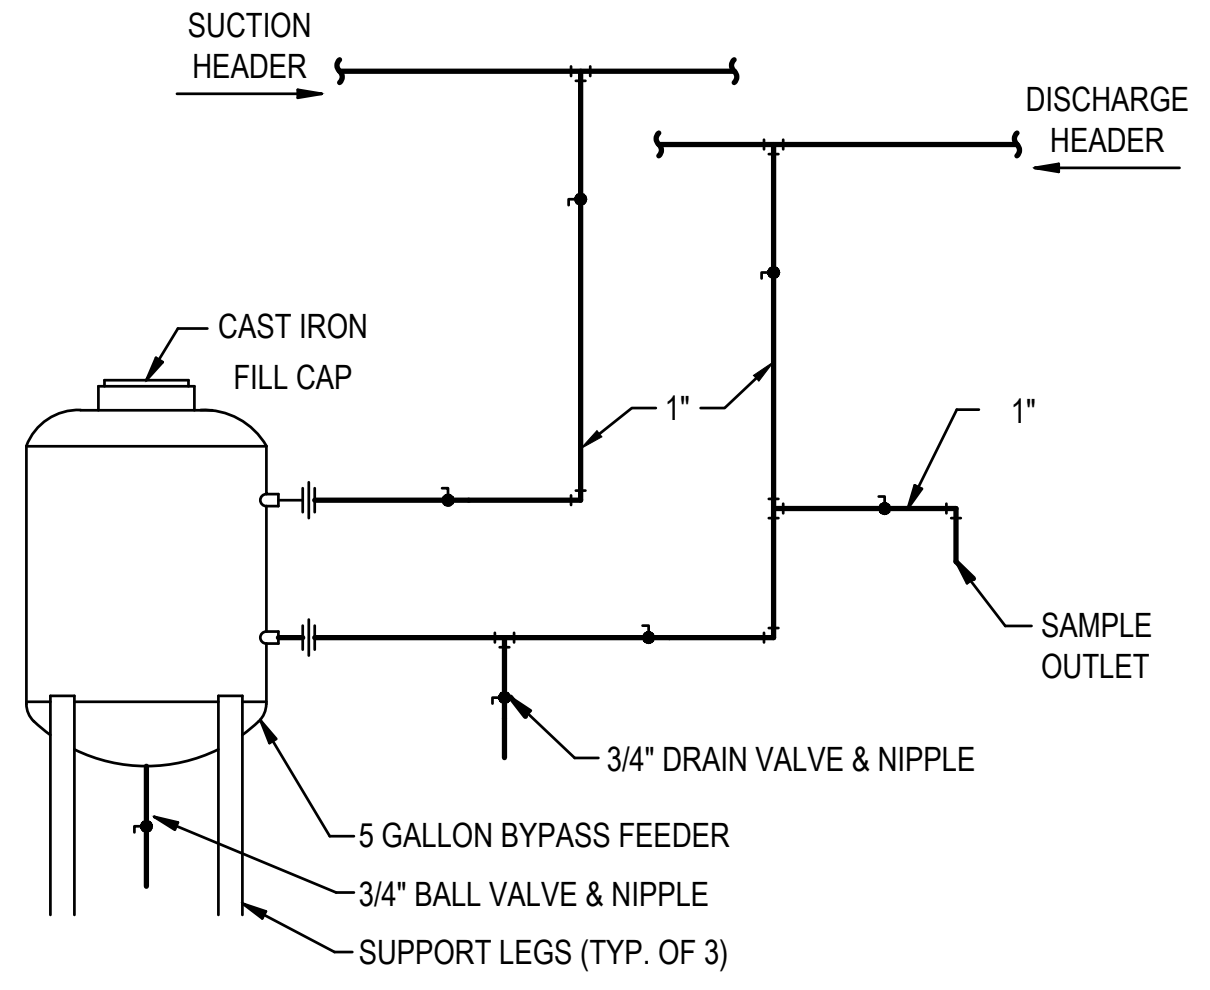 SUCTION
HEADER
DISCHARGE
HEADER
CAST IRON
FILL CAP
1"
1"
SAMPLE
OUTLET
3/4" DRAIN VALVE & NIPPLE
5 GALLON BYPASS FEEDER
3/4" BALL VALVE & NIPPLE
SUPPORT LEGS (TYP. OF 3)